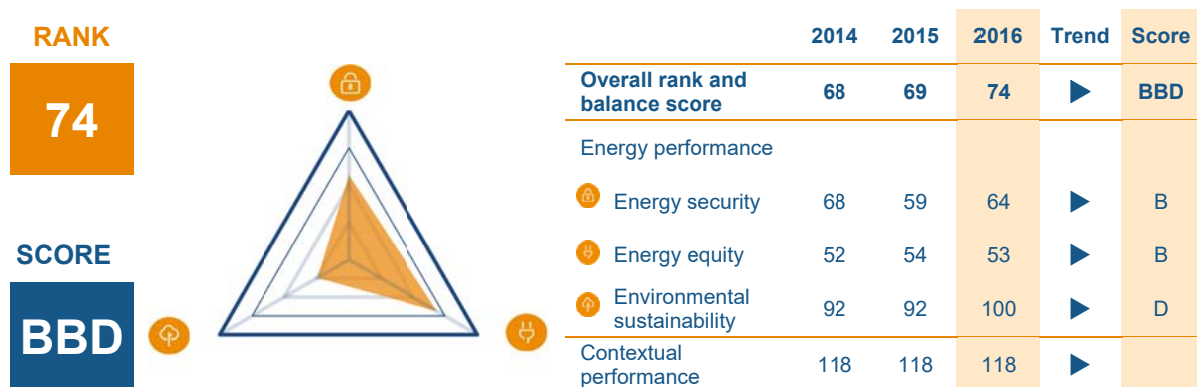 RANK
74
SCORE
BBD
2014 2015 2016 Trend Score
Overall rank and
balance score 68 69 74 BBD
Energy performance
Energy security 68 59 64 B
Energy equity 52 54 53 B
Environmental
sustainability 92 92 100 D
Contextual
performance 118 118 118